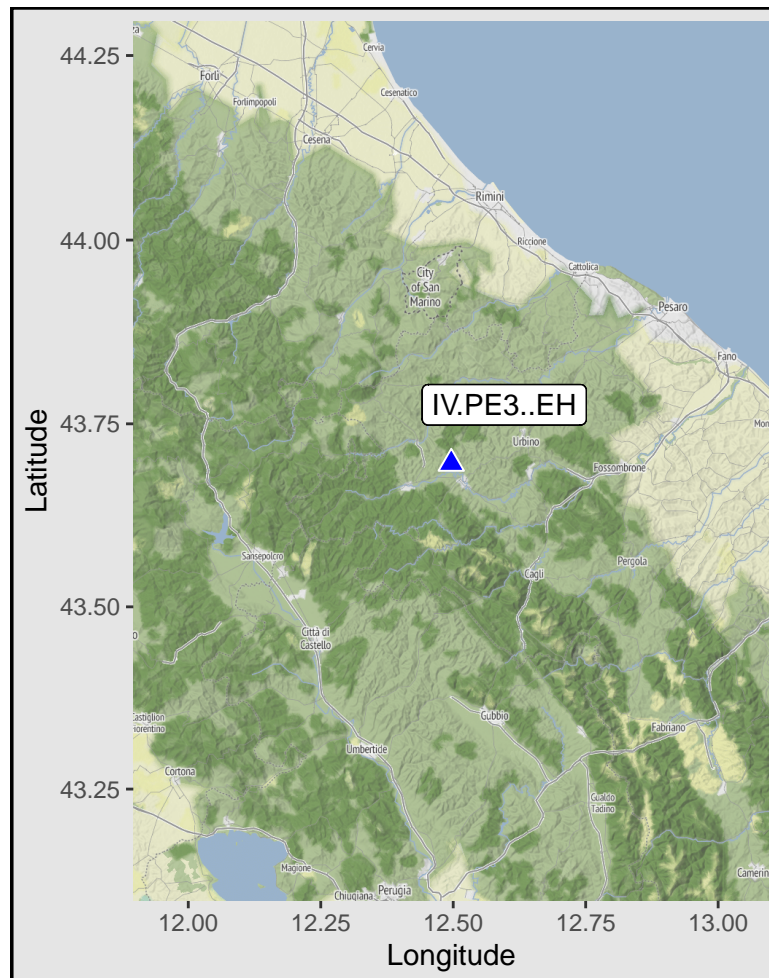 44.25
44.00
43.75
43.50
43.25
Latitude
Cervia
Forlì
Cesenatico
Forlimpopoli
Cesena
Rimini
Riccione
City
of San
Marino
Cattolica
Pesaro
Fano
IV.PE3..EH
Urbino
Fossombrone
Sansepolcro
Cagli
Pergola
Città di
Castello
Gubbio
Fabriano
Umbertide
Cortona
Gualdo
Tadino
Magione
Perugia
12.00
12.25
12.50
12.75
13.00
Longitude